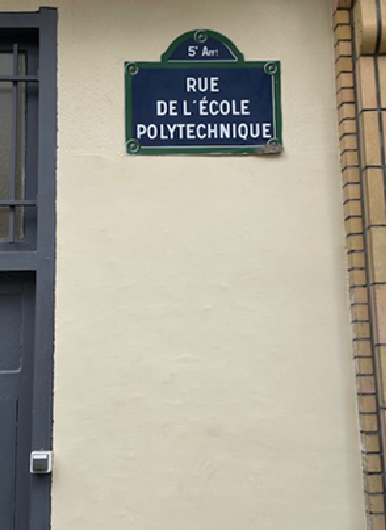 5e Arrt
RUE
DE L'ÉCOLE
POLYTECHNIQUE